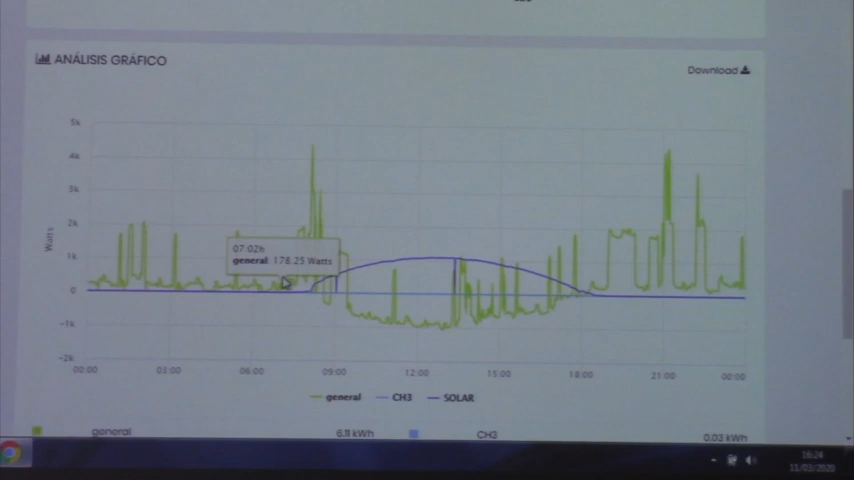 ANÁLISIS GRÁFICO
Download
5k
4k
3k
2k
1k
0
-1k
-2k
Watts
07:02h
general: 178.25 Watts
00:00
03:00
06:00
09:00
12:00
15:00
18:00
21:00
00:00
general
CH3
SOLAR
general
6.11 kWh
CH3
0.03 kWh
16:24
11/03/2020